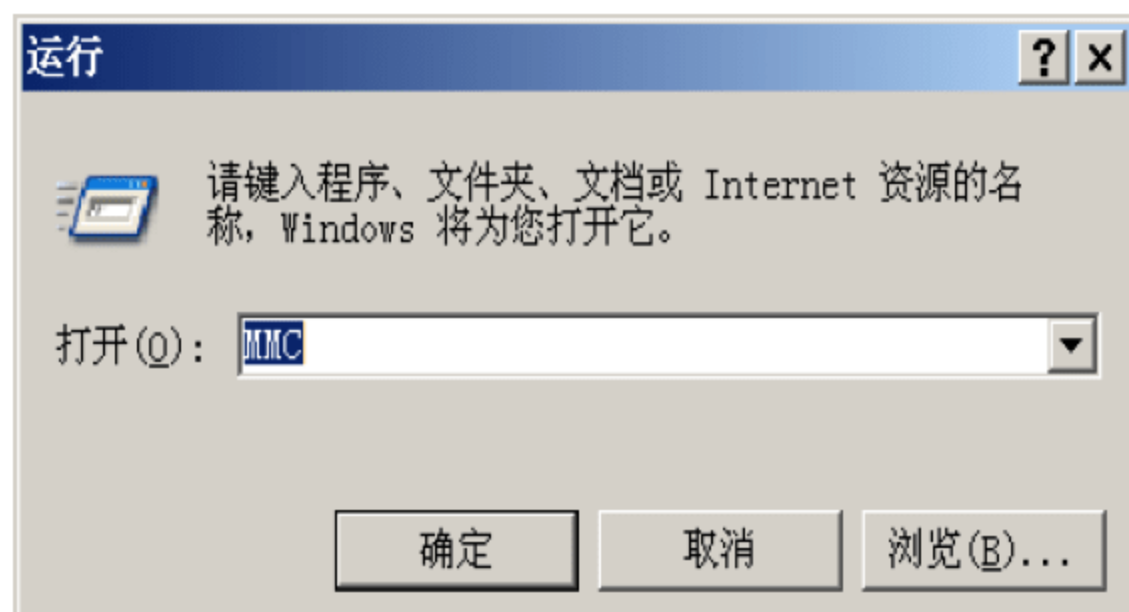 运行
请键入程序、文件夹、文档或 Internet 资源的名
称，Windows 将为您打开它。
打开(O)： MMC
确定 取消 浏览(B)...